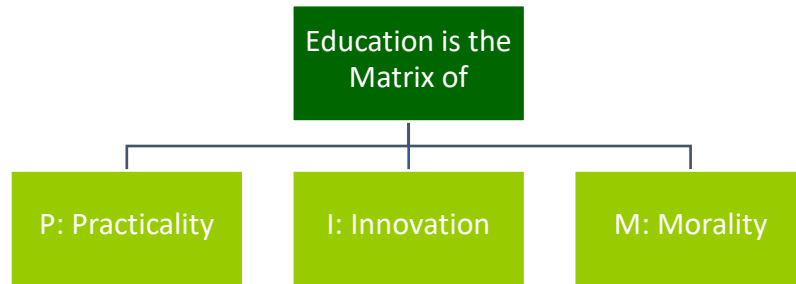 Education is the
Matrix of
P: Practicality
I: Innovation
M: Morality